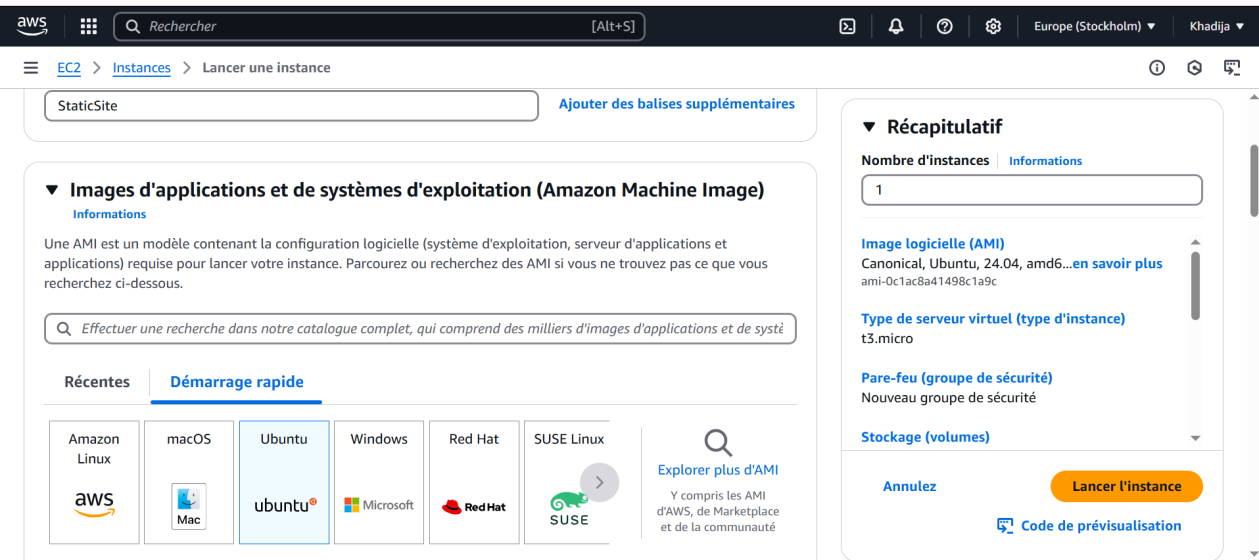 aws
Rechercher [Alt+S]
Europe (Stockholm) ▼
Khadija ▼
EC2 > Instances > Lancer une instance
StaticSite
Ajouter des balises supplémentaires
▼ Images d'applications et de systèmes d'exploitation (Amazon Machine Image)
Informations
Une AMI est un modèle contenant la configuration logicielle (système d'exploitation, serveur d'applications et
applications) requise pour lancer votre instance. Parcourez ou recherchez des AMI si vous ne trouvez pas ce que vous
recherchez ci-dessous.
Effectuer une recherche dans notre catalogue complet, qui comprend des milliers d'images d'applications et de systè
Récentes
Démarrage rapide
Amazon
Linux
aws
macOS
Mac
Ubuntu
ubuntu
Windows
Microsoft
Red Hat
Red Hat
SUSE Linux
SUSE
Explorer plus d'AMI
Y compris les AMI
d'AWS, de Marketplace
et de la communauté
▼ Récapitulatif
Nombre d'instances
Informations
1
Image logicielle (AMI)
Canonical, Ubuntu, 24.04, amd6...en savoir plus
ami-0c1ac8a41498c1a9c
Type de serveur virtuel (type d'instance)
t3.micro
Pare-feu (groupe de sécurité)
Nouveau groupe de sécurité
Stockage (volumes)
Annulez
Lancer l'instance
Code de prévisualisation